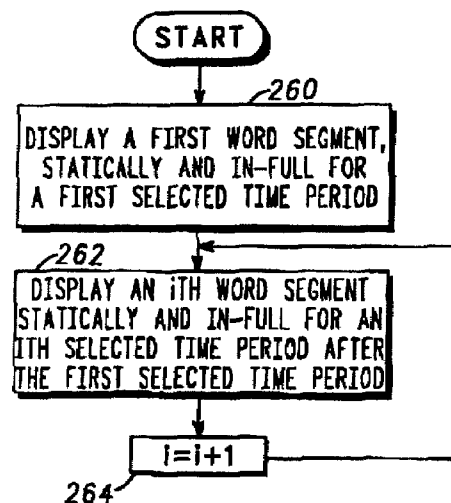 START
260
DISPLAY A FIRST WORD SEGMENT,
STATICALLY AND IN-FULL FOR
A FIRST SELECTED TIME PERIOD
262
DISPLAY AN iTH WORD SEGMENT
STATICALLY AND IN-FULL FOR AN
ITH SELECTED TIME PERIOD AFTER
THE FIRST SELECTED TIME PERIOD
i=i+1
264